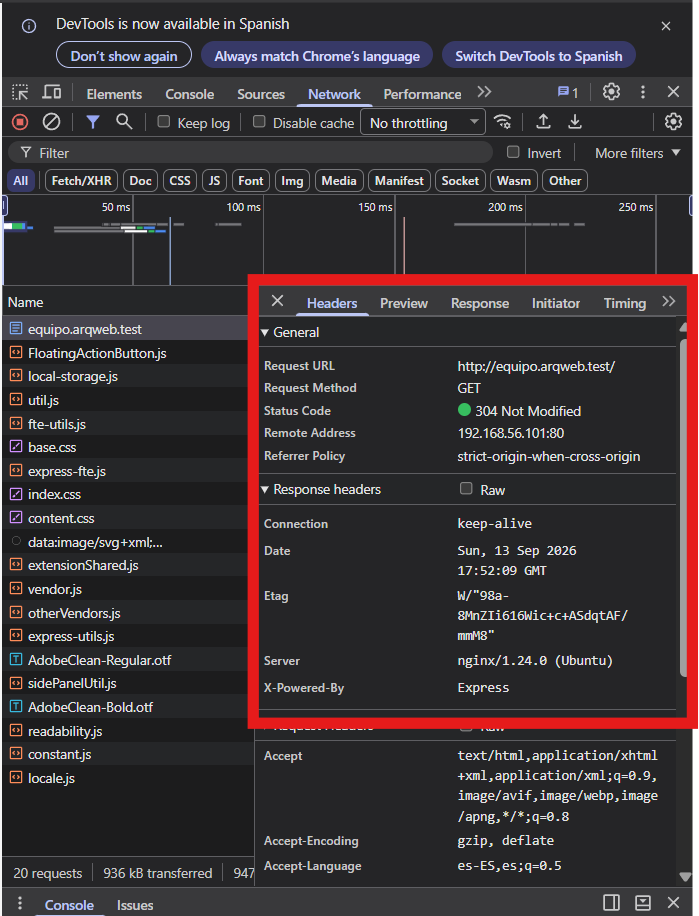 DevTools is now available in Spanish
Don't show again
Always match Chrome's language
Switch DevTools to Spanish
Elements
Console
Sources
Network
Performance
1
Keep log
Disable cache
No throttling
Filter
Invert
More filters
All
Fetch/XHR
Doc
CSS
JS
Font
Img
Media
Manifest
Socket
Wasm
Other
50 ms
100 ms
150 ms
200 ms
250 ms
Name
equipo.arqweb.test
FloatingActionButton.js
local-storage.js
util.js
fte-utils.js
base.css
express-fte.js
index.css
content.css
data:image/svg+xml;...
extensionShared.js
vendor.js
otherVendors.js
express-utils.js
AdobeClean-Regular.otf
sidePanelUtil.js
AdobeClean-Bold.otf
readability.js
constant.js
locale.js
Headers
Preview
Response
Initiator
Timing
General
Request URL
http://equipo.arqweb.test/
Request Method
GET
Status Code
304 Not Modified
Remote Address
192.168.56.101:80
Referrer Policy
strict-origin-when-cross-origin
Response headers
Raw
Connection
keep-alive
Date
Sun, 13 Sep 2026
17:52:09 GMT
Etag
W/"98a-
8MnZIi616Wic+c+ASdqtAF/
mmM8"
Server
nginx/1.24.0 (Ubuntu)
X-Powered-By
Express
Accept
text/html,application/xhtml
+xml,application/xml;q=0.9,
image/avif,image/webp,image
/apng,*/*;q=0.8
Accept-Encoding
gzip, deflate
Accept-Language
es-ES,es;q=0.5
20 requests
936 kB transferred
947
Console
Issues